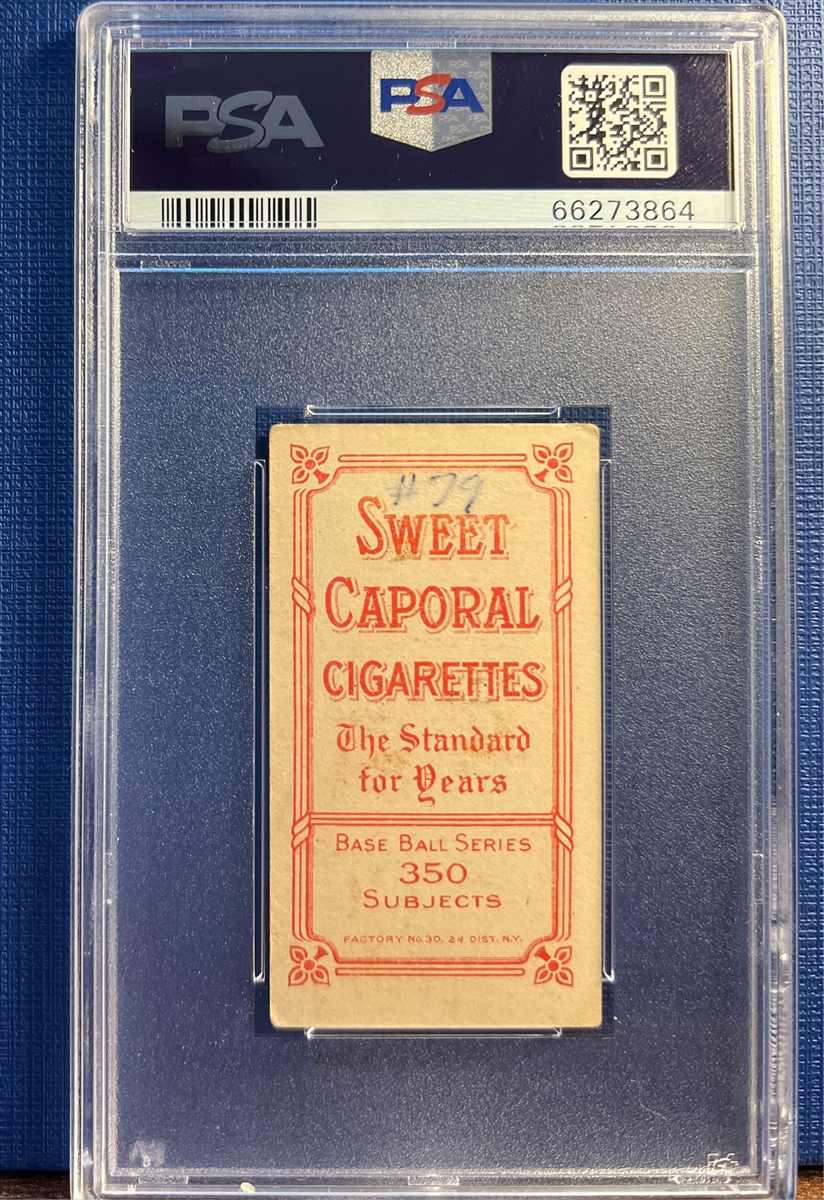 PSA
PSA
66273864
#79
SWEET
CAPORAL
CIGARETTES
The Standard
for Years
BASE BALL SERIES
350
SUBJECTS
FACTORY No. 30, 2d DIST. N.Y.